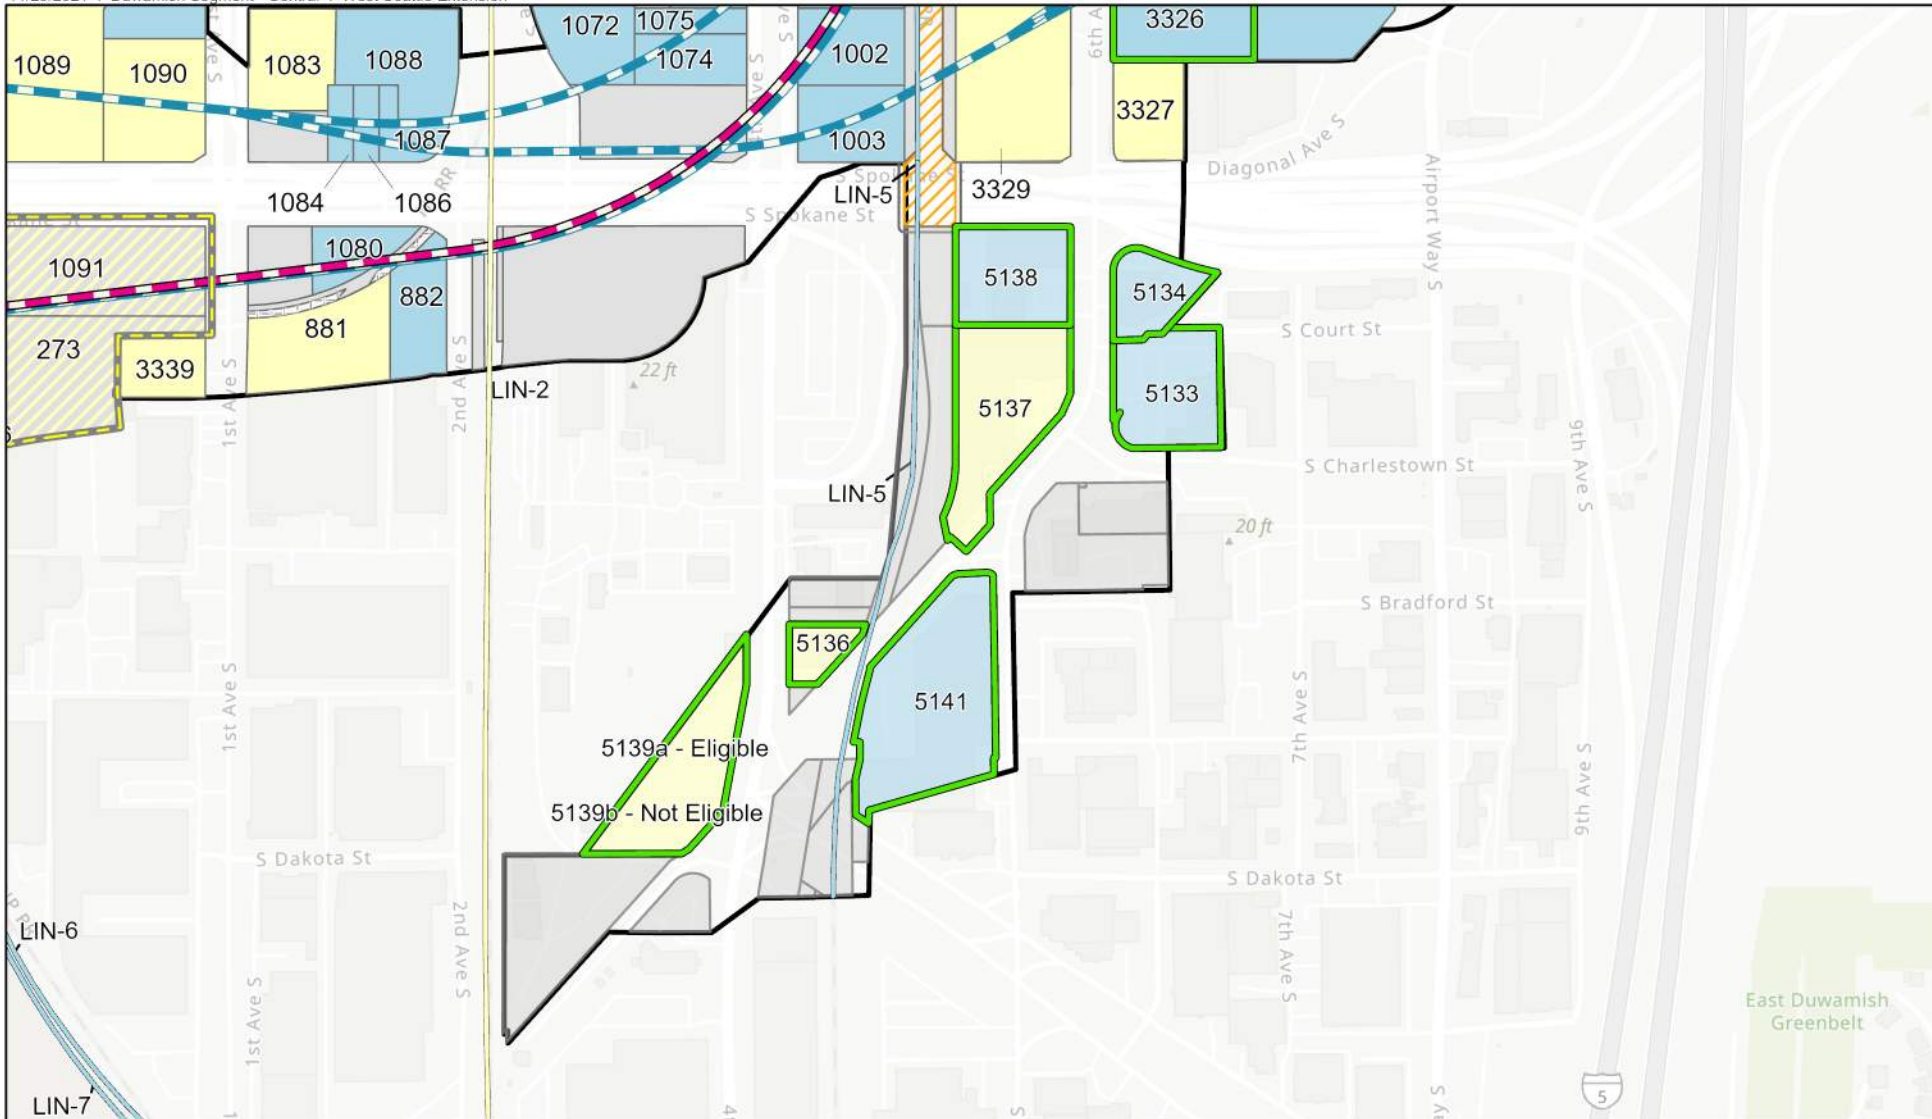 3326
1075
1072
1074
1002
1089
1090
1083
1088
6th A
3327
1087
1003
Diagonal Ave S
S Spokane St
LIN-5
3329
RR
1084
1086
S Spokane St
Airport Way S
1091
1080
882
5138
5134
881
273
3339
22 ft
S Court St
LIN-2
5137
5133
1st Ave S
2nd Ave S
9th Ave S
S Charlestown St
LIN-5
20 ft
S Bradford St
5136
5141
1st Ave S
7th Ave S
5139a - Eligible
5139b - Not Eligible
9th Ave S
S Dakota St
S Dakota St
LIN-6
2nd Ave S
7th Ave S
1st Ave S
East Duwamish
Greenbelt
5
LIN-7